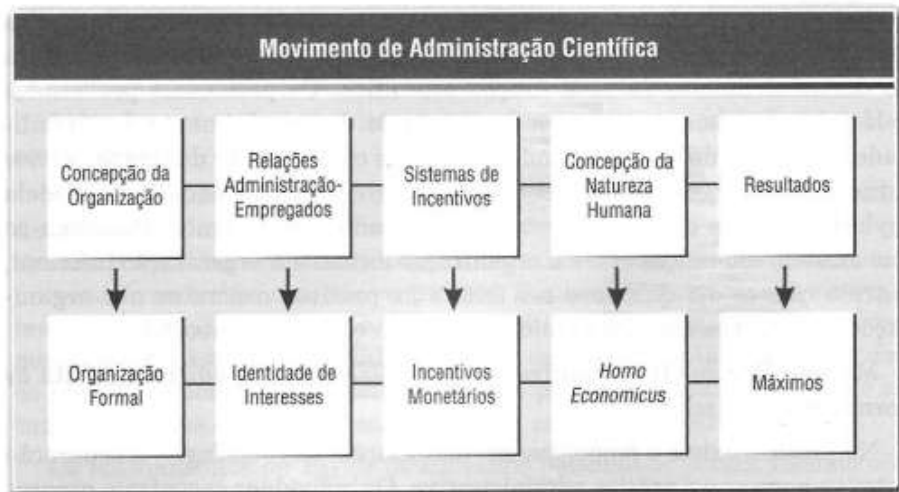 Movimento de Administração Científica
Concepção da
Organização
Relações
Administração-
Empregados
Sistemas de
Incentivos
Concepção da
Natureza
Humana
Resultados
Organização
Formal
Identidade de
Interesses
Incentivos
Monetários
Homo
Economicus
Máximos